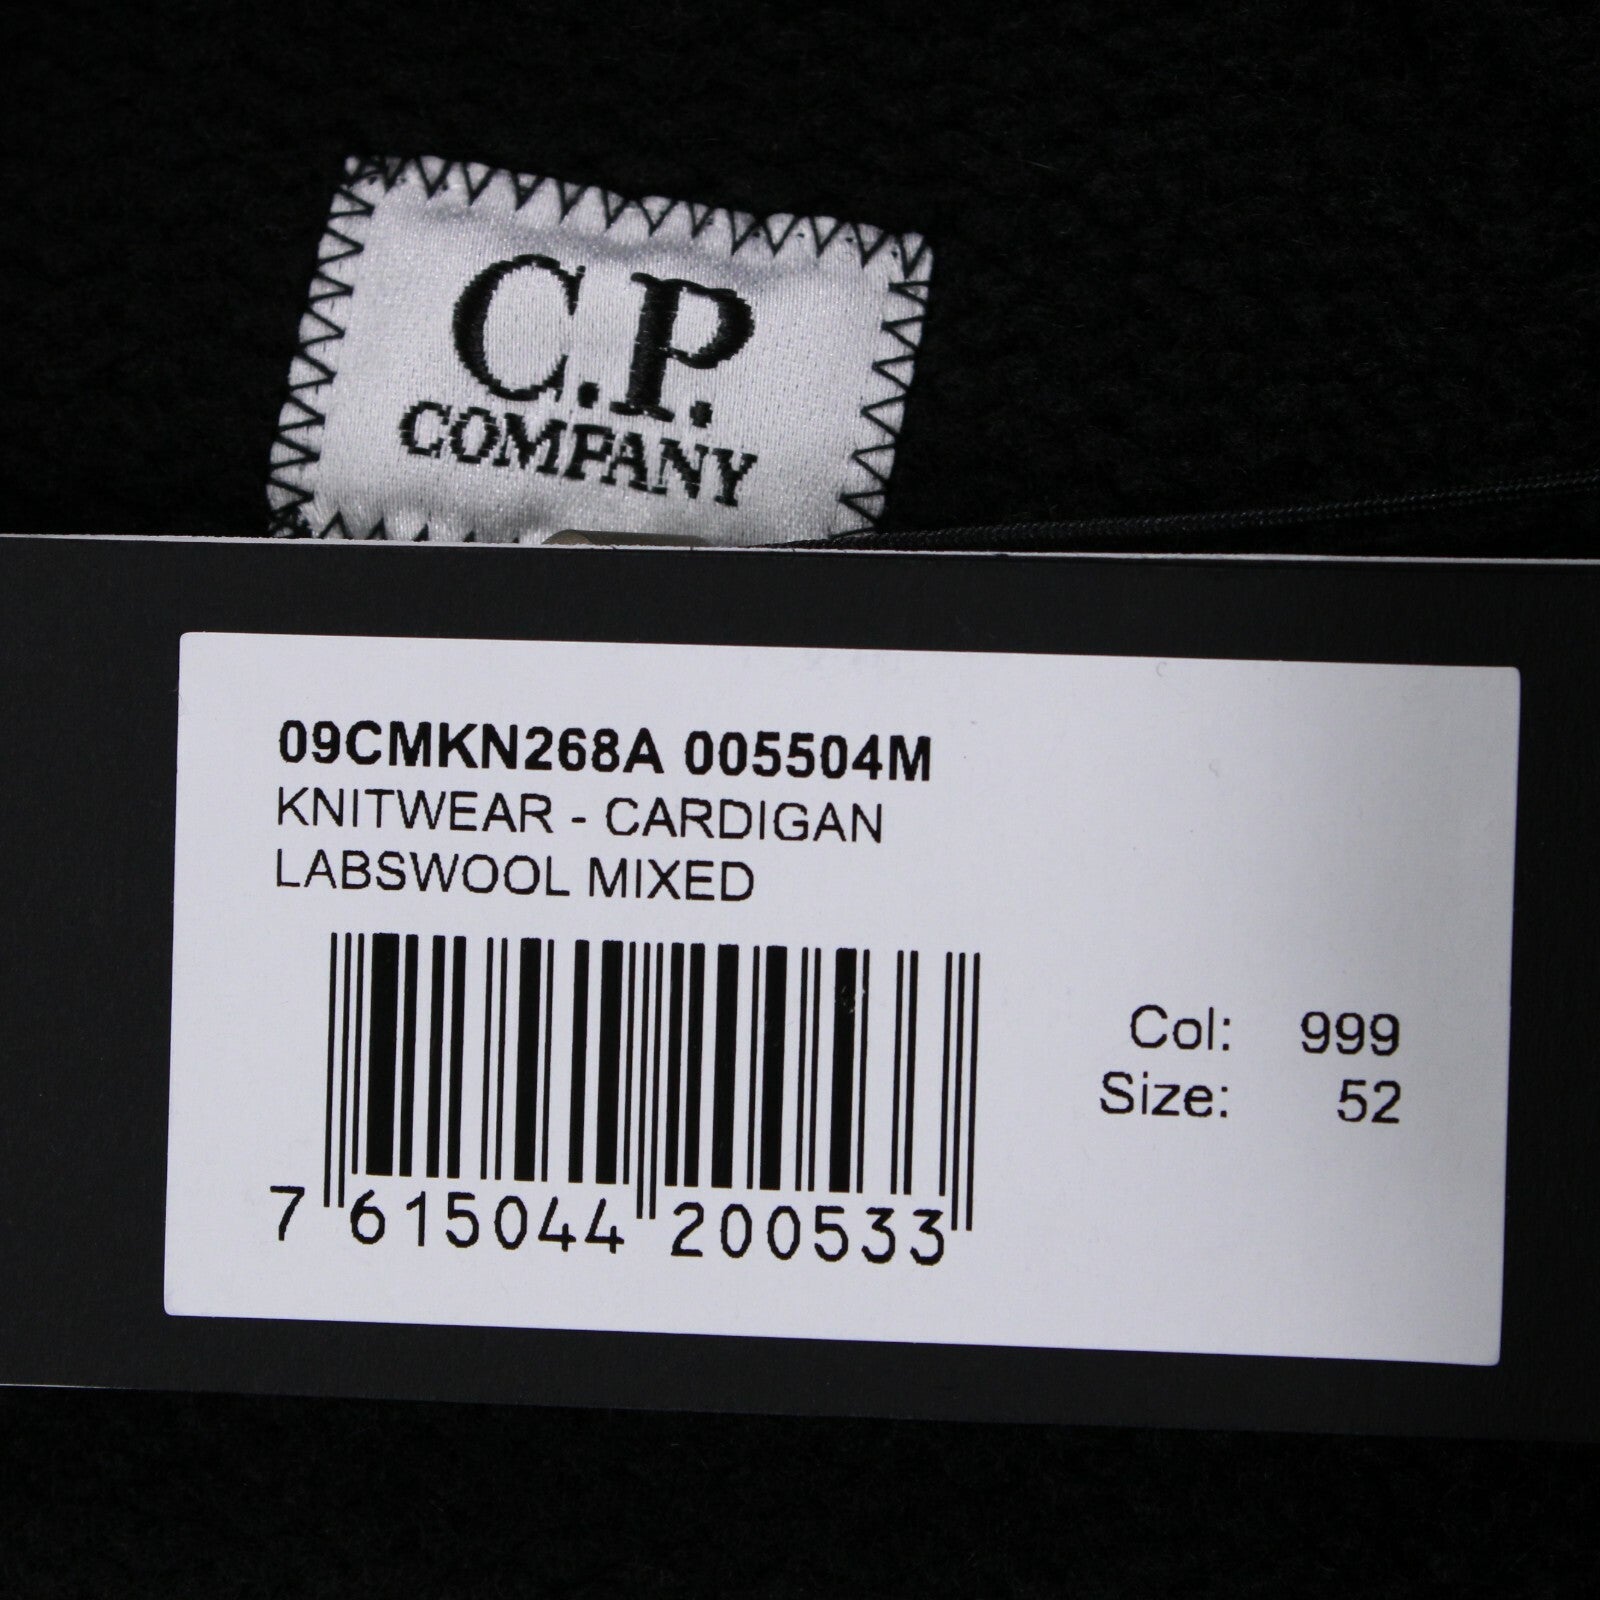 C.P.
COMPANY
09CMKN268A 005504M
KNITWEAR - CARDIGAN
LABSWOOL MIXED
Col: 999
Size: 52
7 615044 200533